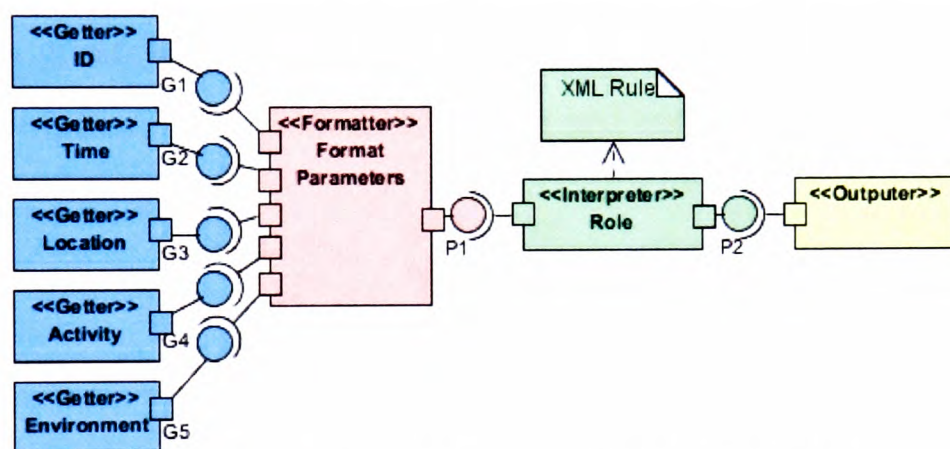 <<Getter>>
ID
G1
<<Getter>>
Time
G2
<<Getter>>
Location
G3
<<Getter>>
Activity
G4
<<Getter>>
Environment
G5
<<Formatter>>
Format
Parameters
P1
XML Rule
<<Interpreter>>
Role
P2
<<Outputer>>